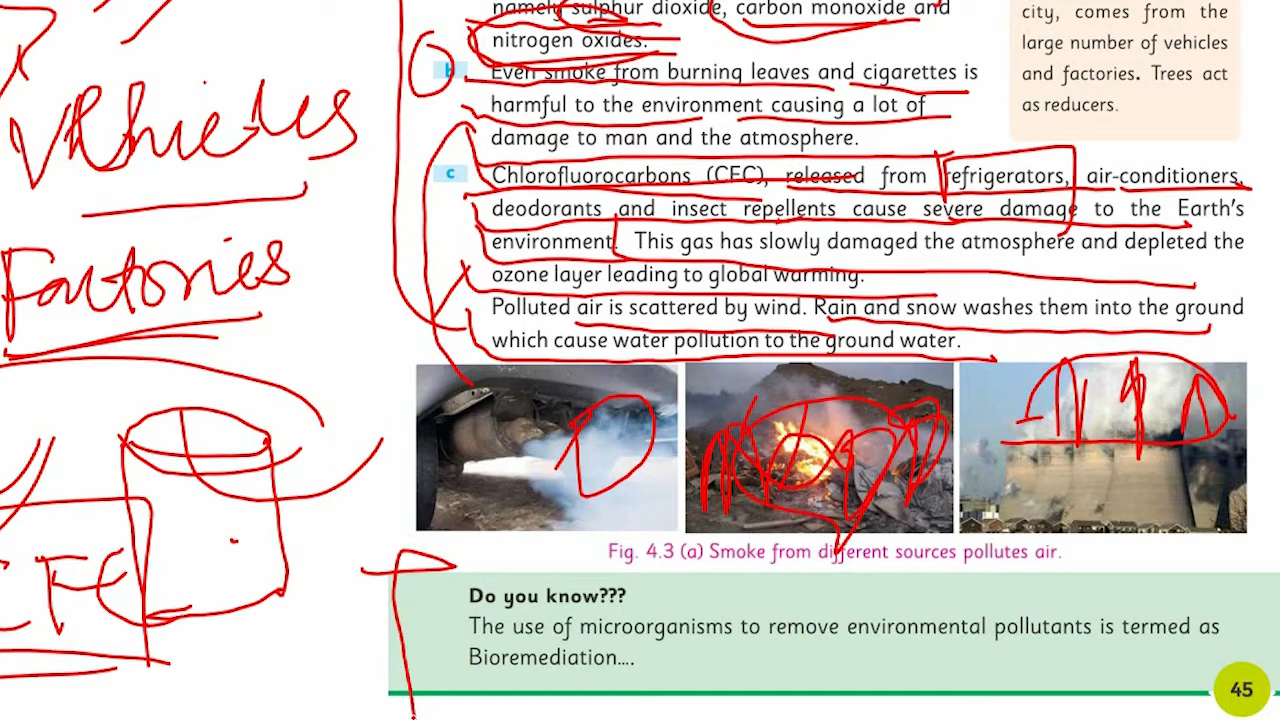 namely sulphur dioxide, carbon monoxide and
nitrogen oxides.
b Even smoke from burning leaves and cigarettes is
harmful to the environment causing a lot of
damage to man and the atmosphere.
c Chlorofluorocarbons (CFC), released from refrigerators, air-conditioners,
deodorants and insect repellents cause severe damage to the Earth's
environment. This gas has slowly damaged the atmosphere and depleted the
ozone layer leading to global warming.
Polluted air is scattered by wind. Rain and snow washes them into the ground
which cause water pollution to the ground water.
city, comes from the
large number of vehicles
and factories. Trees act
as reducers.
Vehicles
Factories
CFC
Fig. 4.3 (a) Smoke from different sources pollutes air.
Do you know???
The use of microorganisms to remove environmental pollutants is termed as
Bioremediation....
45